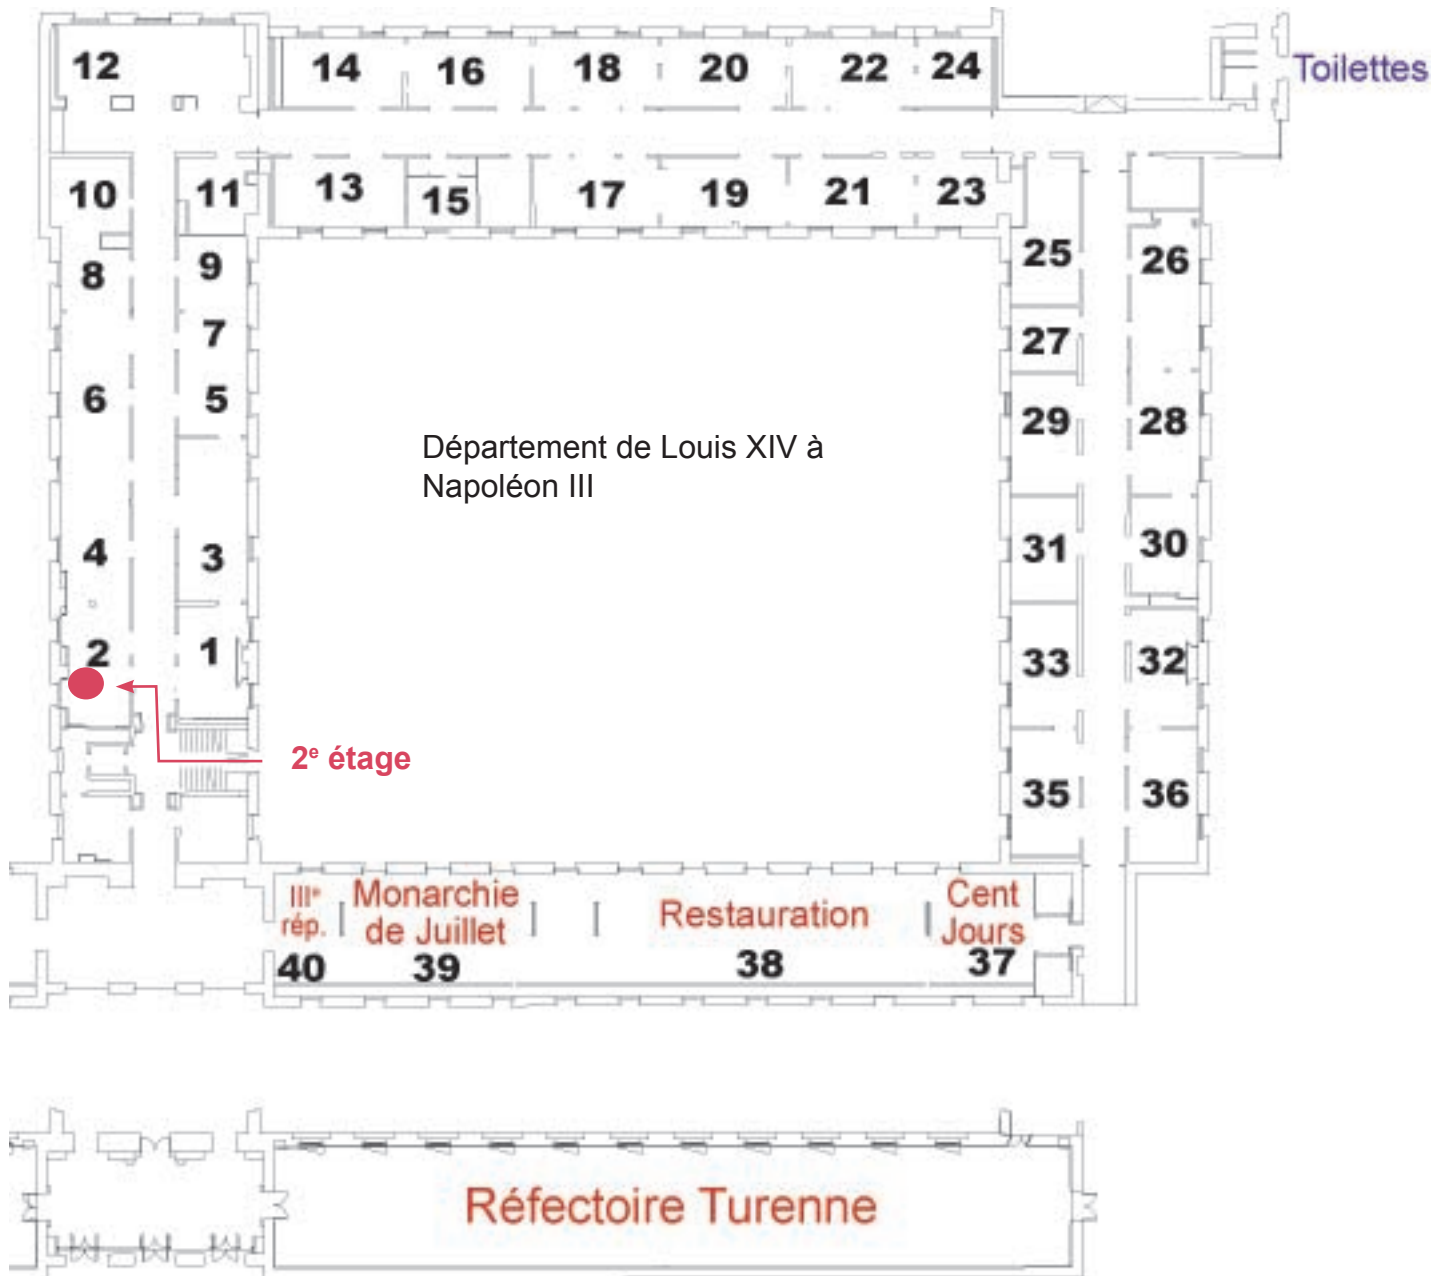 12 14 16 18 20 22 24 Toilettes
10 11 13 15 17 19 21 23
8 9 25 26
7 27
6 5 29 28
Département de Louis XIV à
Napoléon III
4 3 31 30
2 1 33 32
2e étage
35 36
IIIe
rép.
Monarchie
de Juillet
Restauration
Cent
Jours
40 39 38 37
Réfectoire Turenne